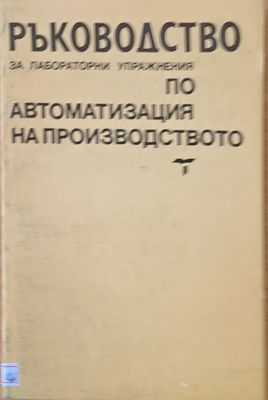 РЪКОВОДСТВО
ЗА ЛАБОРАТОРНИ УПРАЖНЕНИЯ
ПО
АВТОМАТИЗАЦИЯ
НА ПРОИЗВОДСТВОТО